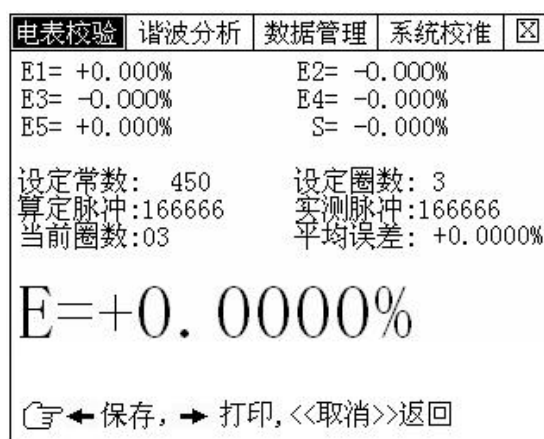 电表校验 谐波分析 数据管理 系统校准
E1= +0.000% E2= -0.000%
E3= -0.000% E4= -0.000%
E5= +0.000% S= -0.000%
设定常数: 450 设定圈数: 3
算定脉冲:166666 实测脉冲:166666
当前圈数:03 平均误差: +0.0000%
E=+0.0000%
保存, 打印,<<取消>>返回